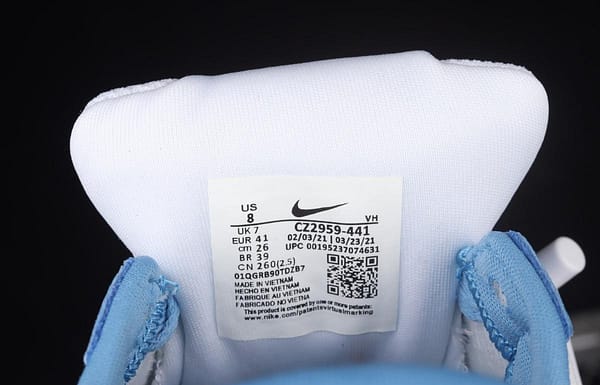 US
8
VH
UK 7
CZ2959-441
EUR 41
02/03/21 | 03/23/21
cm 26
UPC 00195237074631
BR 39
CN 260(2.5)
01QGRB90TDZB7
MADE IN VIETNAM
HECHO EN VIETNAM
FABRIQUE AU VIETNAM
FABRICADO NO VIETNA
This product is covered by one or more patents:
www.nike.com/patentsvirtualmarking